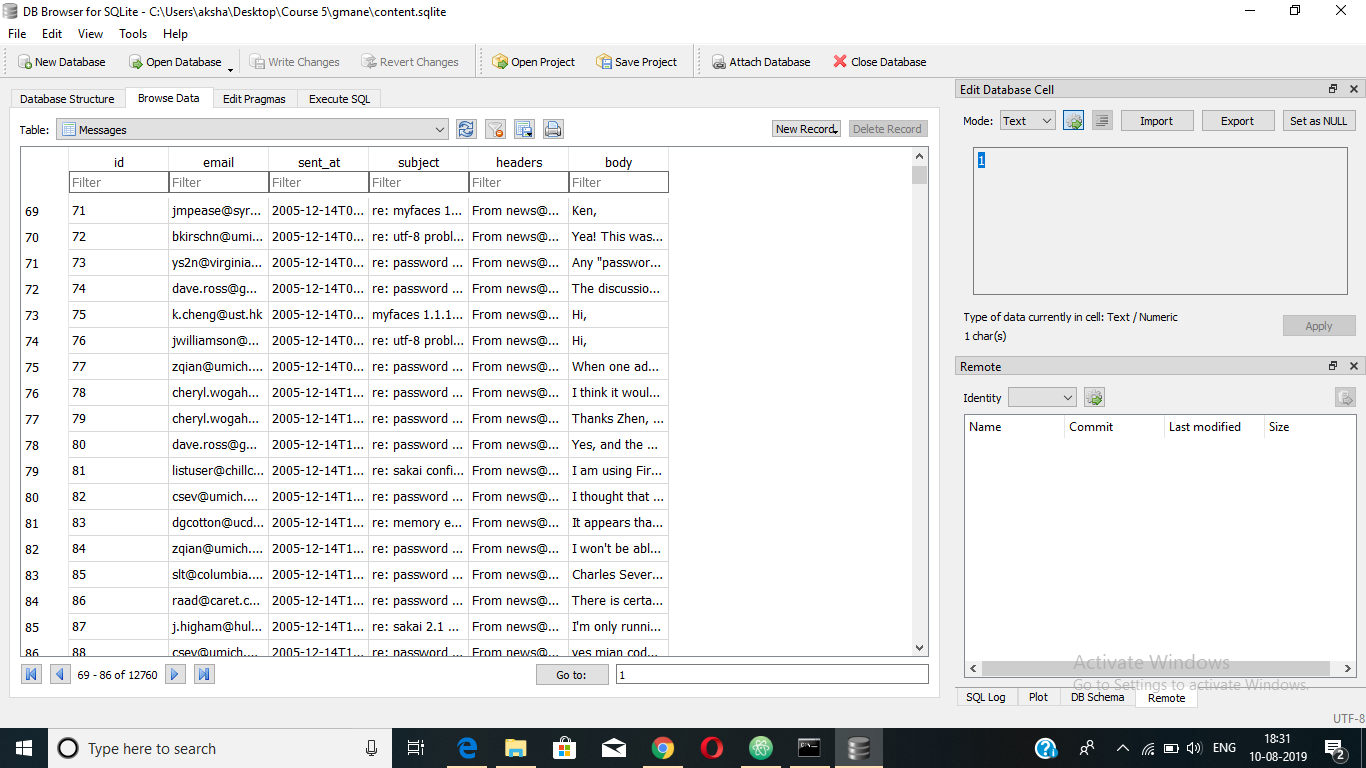 DB Browser for SQLite - C:\Users\aksha\Desktop\Course 5\gmane\content.sqlite
File Edit View Tools Help
New Database Open Database Write Changes Revert Changes Open Project Save Project Attach Database Close Database
Database Structure Browse Data Edit Pragmas Execute SQL
Table: Messages New Record Delete Record
id email sent_at subject headers body
Filter Filter Filter Filter Filter Filter
69 71 jmpease@syr... 2005-12-14T0... re: myfaces 1... From news@... Ken,
70 72 bkirschn@umi... 2005-12-14T0... re: utf-8 probl... From news@... Yea! This was...
71 73 ys2n@virginia... 2005-12-14T0... re: password ... From news@... Any "passwor...
72 74 dave.ross@g... 2005-12-14T0... re: password ... From news@... The discussio...
73 75 k.cheng@ust.hk 2005-12-14T0... myfaces 1.1.1... From news@... Hi,
74 76 jwilliamson@... 2005-12-14T0... re: utf-8 probl... From news@... Hi,
75 77 zqian@umich.... 2005-12-14T0... re: password ... From news@... When one ad...
76 78 cheryl.wogah... 2005-12-14T1... re: password ... From news@... I think it woul...
77 79 cheryl.wogah... 2005-12-14T1... re: password ... From news@... Thanks Zhen, ...
78 80 dave.ross@g... 2005-12-14T1... re: password ... From news@... Yes, and the ...
79 81 listuser@chillc... 2005-12-14T1... re: sakai confi... From news@... I am using Fir...
80 82 csev@umich.... 2005-12-14T1... re: password ... From news@... I thought that ...
81 83 dgcotton@ucd... 2005-12-14T1... re: memory e... From news@... It appears tha...
82 84 zqian@umich.... 2005-12-14T1... re: password ... From news@... I won't be abl...
83 85 slt@columbia.... 2005-12-14T1... re: password ... From news@... Charles Sever...
84 86 raad@caret.c... 2005-12-14T1... re: password ... From news@... There is certa...
85 87 j.higham@hul... 2005-12-14T1... re: sakai 2.1 ... From news@... I'm only runni...
86 88 csev@umich.... 2005-12-14T1... re: password ... From news@... yes mian cod...
69 - 86 of 12760 Go to: 1
Edit Database Cell
Mode: Text Import Export Set as NULL
1
Type of data currently in cell: Text / Numeric
1 char(s)
Apply
Remote
Identity
Name Commit Last modified Size
Activate Windows
Go to Settings to activate Windows.
SQL Log Plot DB Schema Remote
UTF-8
Type here to search
ENG
18:31
10-08-2019
2